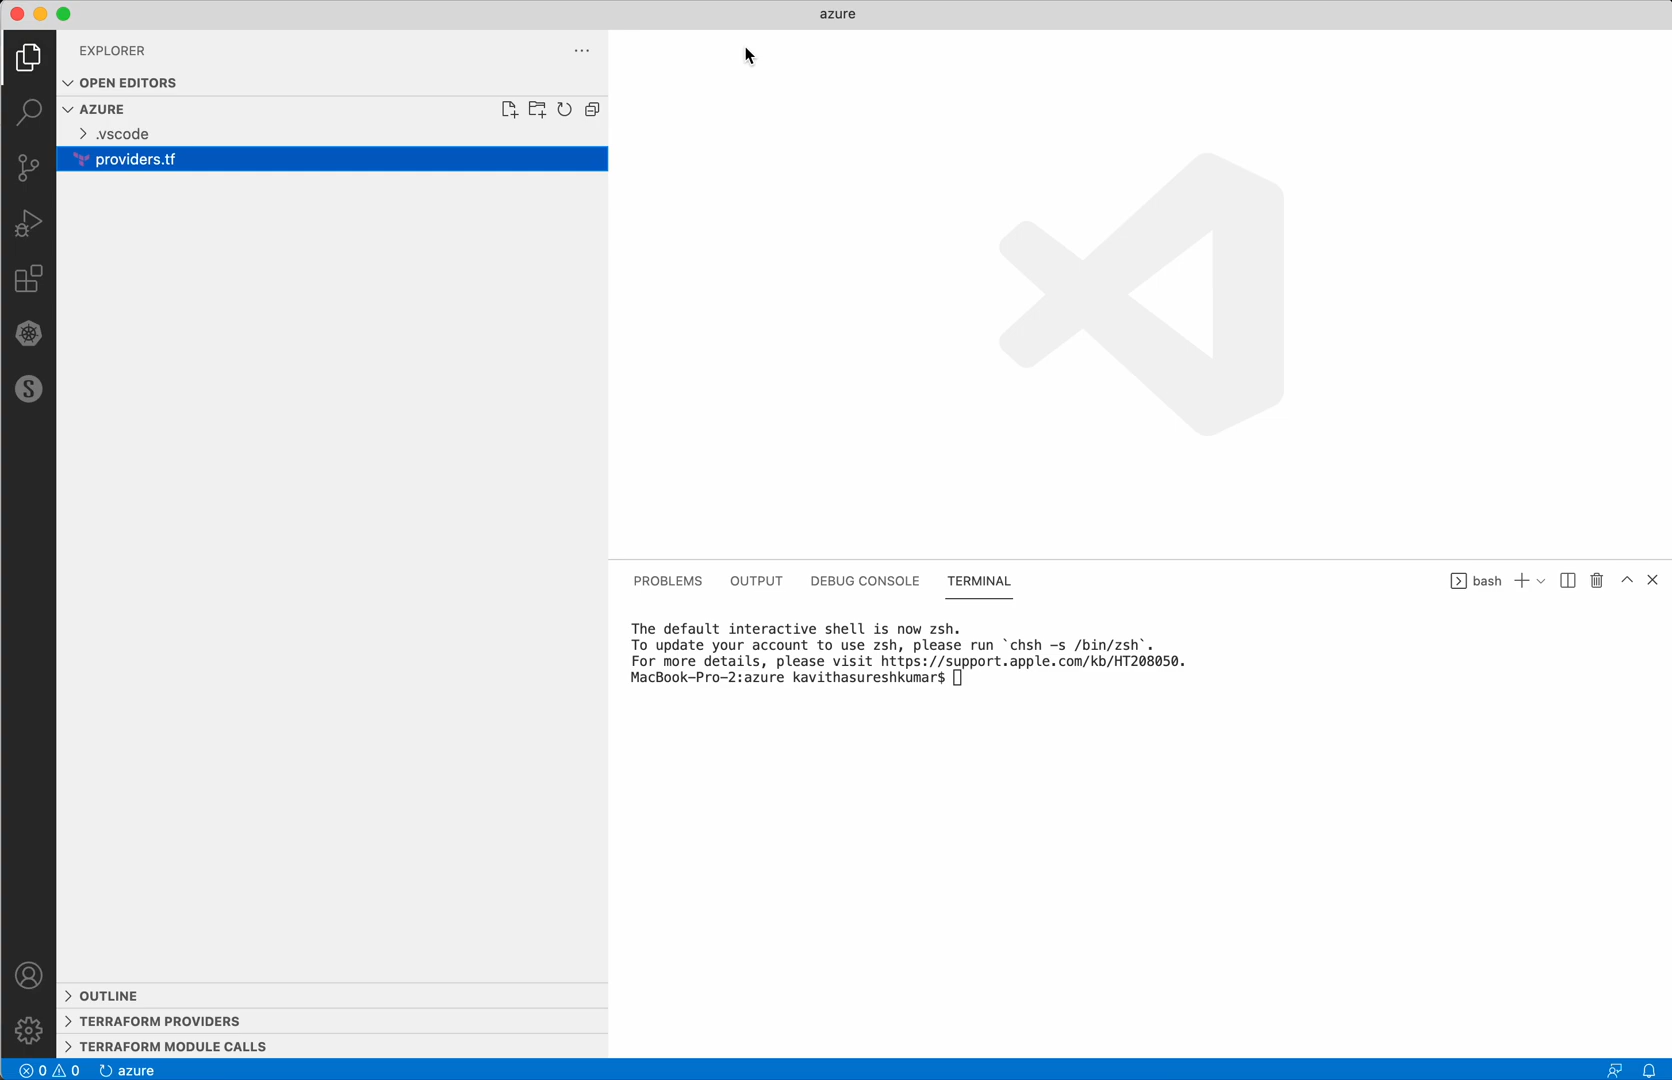 azure
EXPLORER
OPEN EDITORS
AZURE
.vscode
providers.tf
PROBLEMS OUTPUT DEBUG CONSOLE TERMINAL
bash
The default interactive shell is now zsh.
To update your account to use zsh, please run `chsh -s /bin/zsh`.
For more details, please visit https://support.apple.com/kb/HT208050.
MacBook-Pro-2:azure kavithasureshkumar$
OUTLINE
TERRAFORM PROVIDERS
TERRAFORM MODULE CALLS
0 0 azure